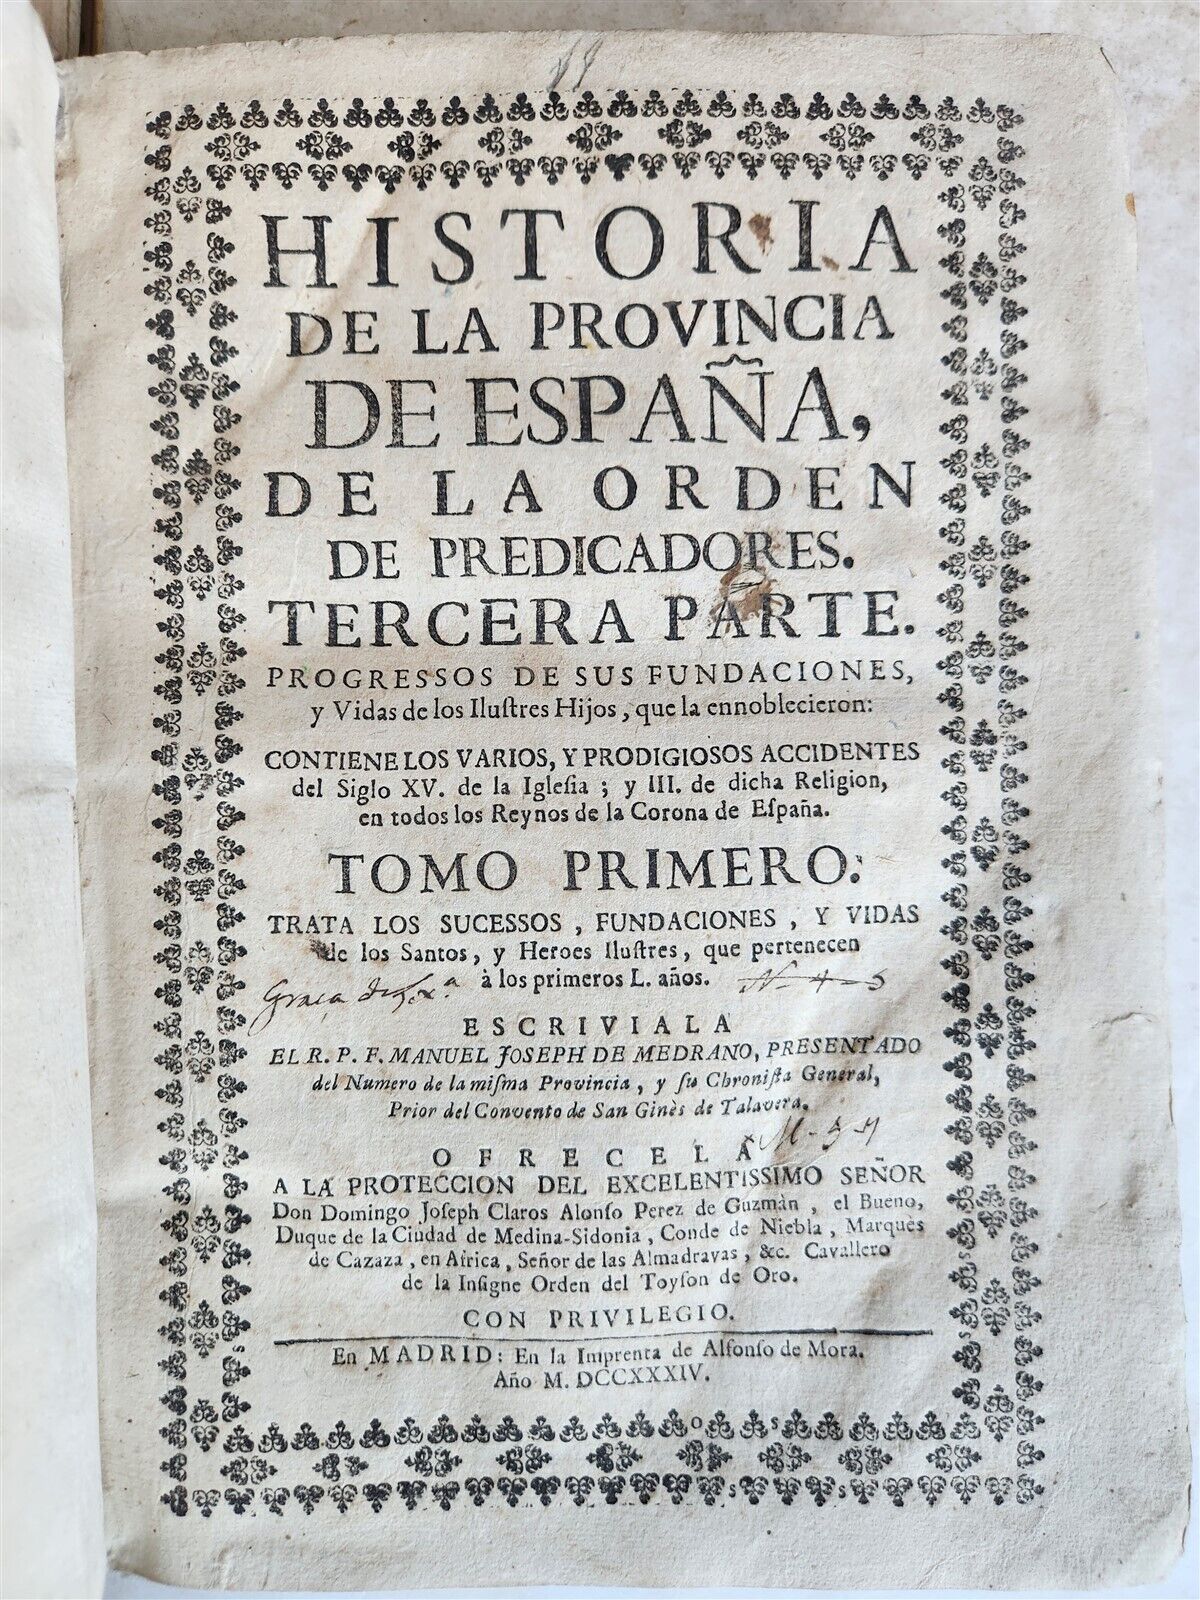 HISTORIA
DE LA PROVINCIA
DE ESPAÑA,
DE LA ORDEN
DE PREDICADORES.
TERCERA PARTE.
PROGRESSOS DE SUS FUNDACIONES,
y Vidas de los Iluſtres Hijos, que la ennoblecieron:
CONTIENE LOS VARIOS, Y PRODIGIOSOS ACCIDENTES
del Siglo XV. de la Igleſia; y III. de dicha Religion,
en todos los Reynos de la Corona de Eſpaña.
TOMO PRIMERO:
TRATA LOS SUCESSOS, FUNDACIONES, Y VIDAS
de los Santos, y Heroes Iluſtres, que pertenecen
à los primeros L. años.
ESCRIVIALA
EL R. P. F. MANUEL JOSEPH DE MEDRANO, PRESENTADO
del Numero de la miſma Provincia, y ſu Chroniſta General,
Prior del Convento de San Ginès de Talavera.
OFRECELA
A LA PROTECCION DEL EXCELENTISSIMO SEÑOR
Don Domingo Joſeph Claros Alonſo Perez de Guzmàn, el Bueno,
Duque de la Ciudad de Medina-Sidonia, Conde de Niebla, Marques
de Cazaza, en Africa, Señor de las Almadravas, &c. Cavallero
de la Inſigne Orden del Toyſon de Oro.
CON PRIVILEGIO.
En MADRID: En la Imprenta de Alfonſo de Mora.
Año M. DCCXXXIV.